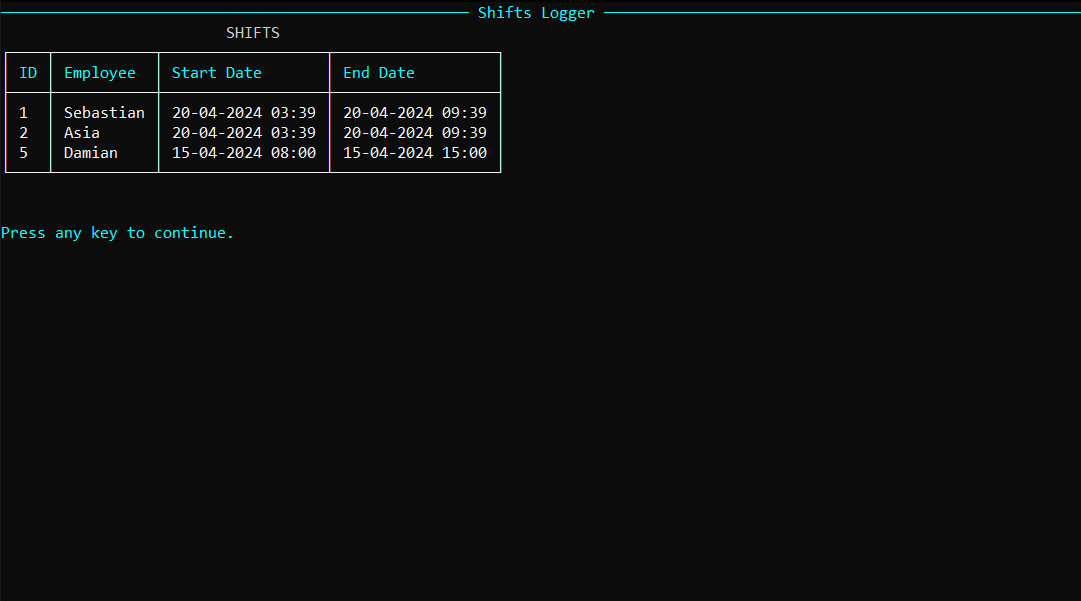 Shifts Logger
SHIFTS
ID Employee Start Date End Date
1 Sebastian 20-04-2024 03:39 20-04-2024 09:39
2 Asia 20-04-2024 03:39 20-04-2024 09:39
5 Damian 15-04-2024 08:00 15-04-2024 15:00
Press any key to continue.